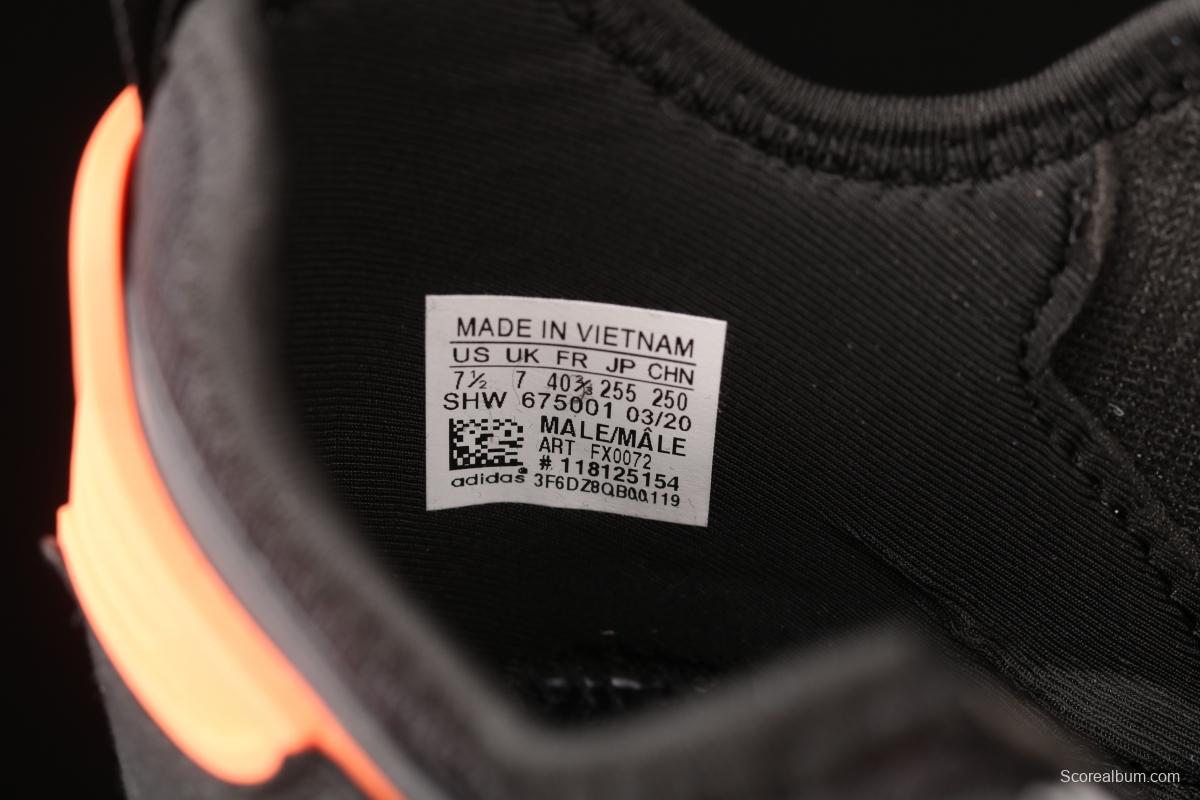 MADE IN VIETNAM
US UK FR JP CHN
7½ 7 40⅔ 255 250
SHW 675001 03/20
MALE/MÂLE
ART FX0072
# 118125154
adidas 3F6DZ8QB00119
Scorealbum.com